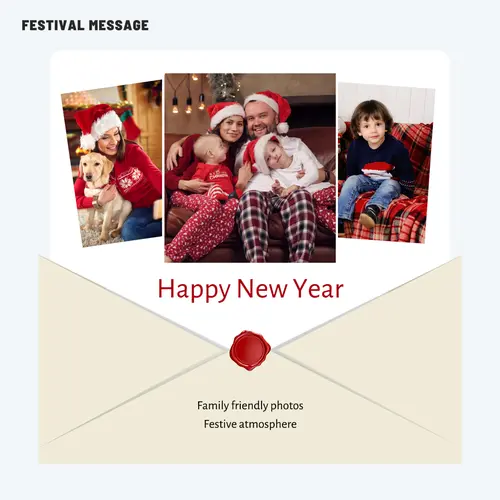 FESTIVAL MESSAGE
Happy New Year
Family friendly photos
Festive atmosphere